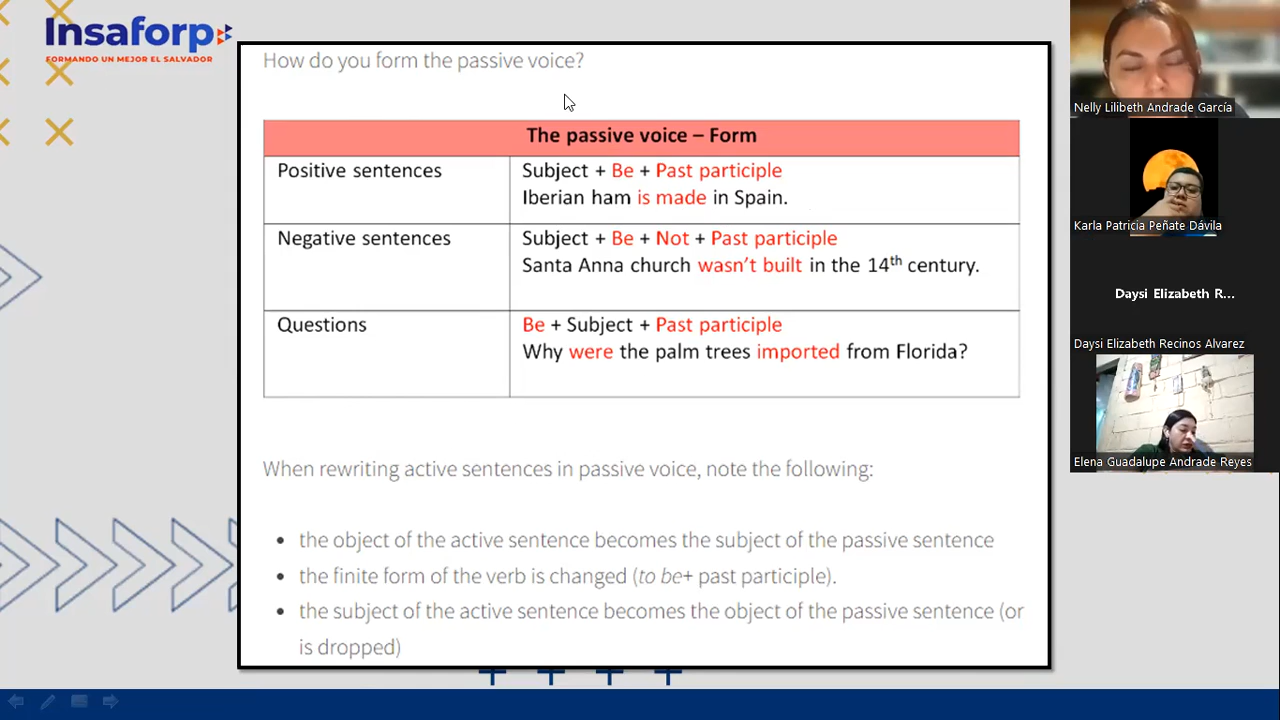 Insaforp
FORMANDO UN MEJOR EL SALVADOR
How do you form the passive voice?
The passive voice – Form
Positive sentences
Subject + Be + Past participle
Iberian ham is made in Spain.
Negative sentences
Subject + Be + Not + Past participle
Santa Anna church wasn't built in the 14th century.
Questions
Be + Subject + Past participle
Why were the palm trees imported from Florida?
When rewriting active sentences in passive voice, note the following:
• the object of the active sentence becomes the subject of the passive sentence
• the finite form of the verb is changed (to be+ past participle).
• the subject of the active sentence becomes the object of the passive sentence (or
is dropped)
Nelly Lilibeth Andrade García
Karla Patricia Peñate Dávila
Daysi Elizabeth R...
Daysi Elizabeth Recinos Alvarez
Elena Guadalupe Andrade Reyes